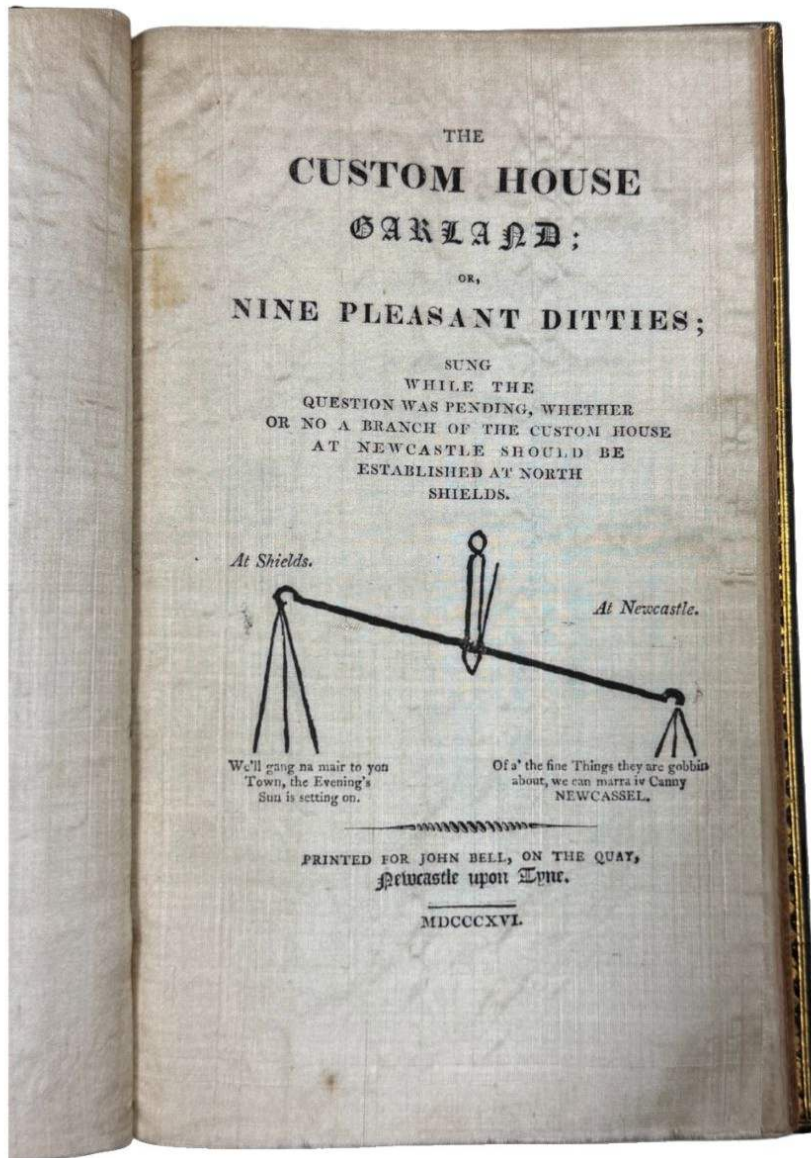 THE
CUSTOM HOUSE
GARLAND;
OR,
NINE PLEASANT DITTIES;
SUNG
WHILE THE
QUESTION WAS PENDING, WHETHER
OR NO A BRANCH OF THE CUSTOM HOUSE
AT NEWCASTLE SHOULD BE
ESTABLISHED AT NORTH
SHIELDS.
At Shields.
At Newcastle.
We'll gang na mair to yon
Town, the Evening's
Sun is setting on.
Of a' the fine Things they are gobbin
about, we can marra iv Canny
NEWCASSEL.
PRINTED FOR JOHN BELL, ON THE QUAY,
Newcastle upon Tyne.
MDCCCXVI.